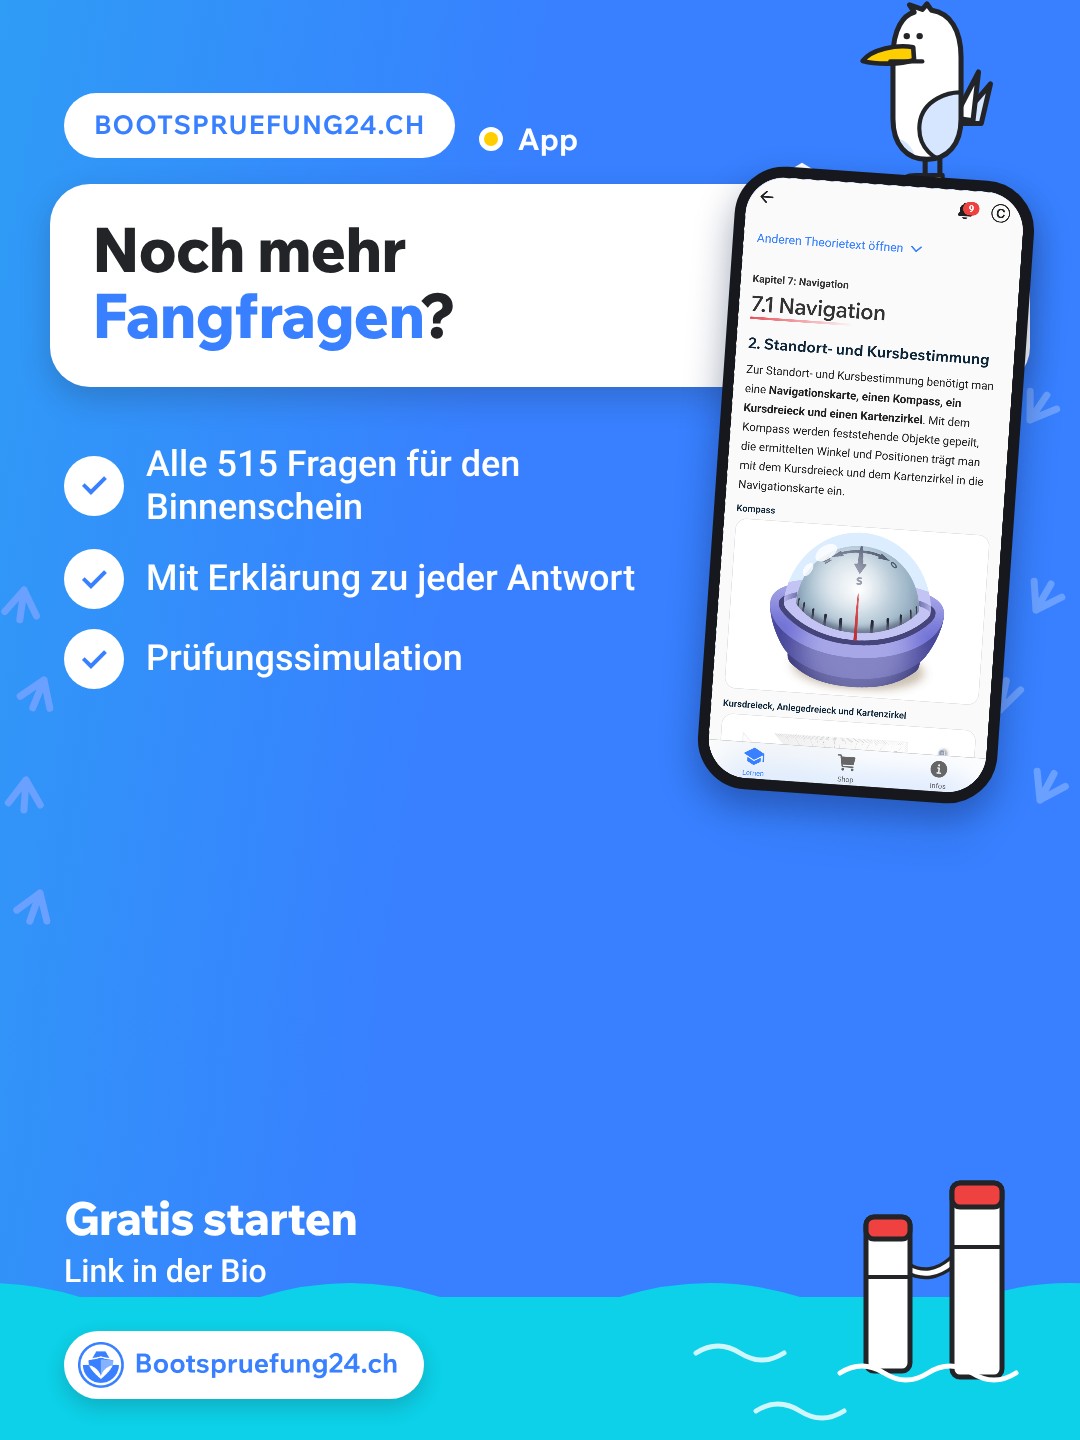 BOOTSPRUEFUNG24.CH
App
Noch mehr
Fangfragen?
Alle 515 Fragen für den
Binnenschein
Mit Erklärung zu jeder Antwort
Prüfungssimulation
9
C
Anderen Theorietext öffnen
Kapitel 7: Navigation
7.1 Navigation
2. Standort- und Kursbestimmung
Zur Standort- und Kursbestimmung benötigt man
eine Navigationskarte, einen Kompass, ein
Kursdreieck und einen Kartenzirkel. Mit dem
Kompass werden feststehende Objekte gepeilt,
die ermittelten Winkel und Positionen trägt man
mit dem Kursdreieck und dem Kartenzirkel in die
Navigationskarte ein.
Kompass
S
Kursdreieck, Anlegedreieck und Kartenzirkel
Lernen
Shop
Infos
Gratis starten
Link in der Bio
Bootspruefung24.ch